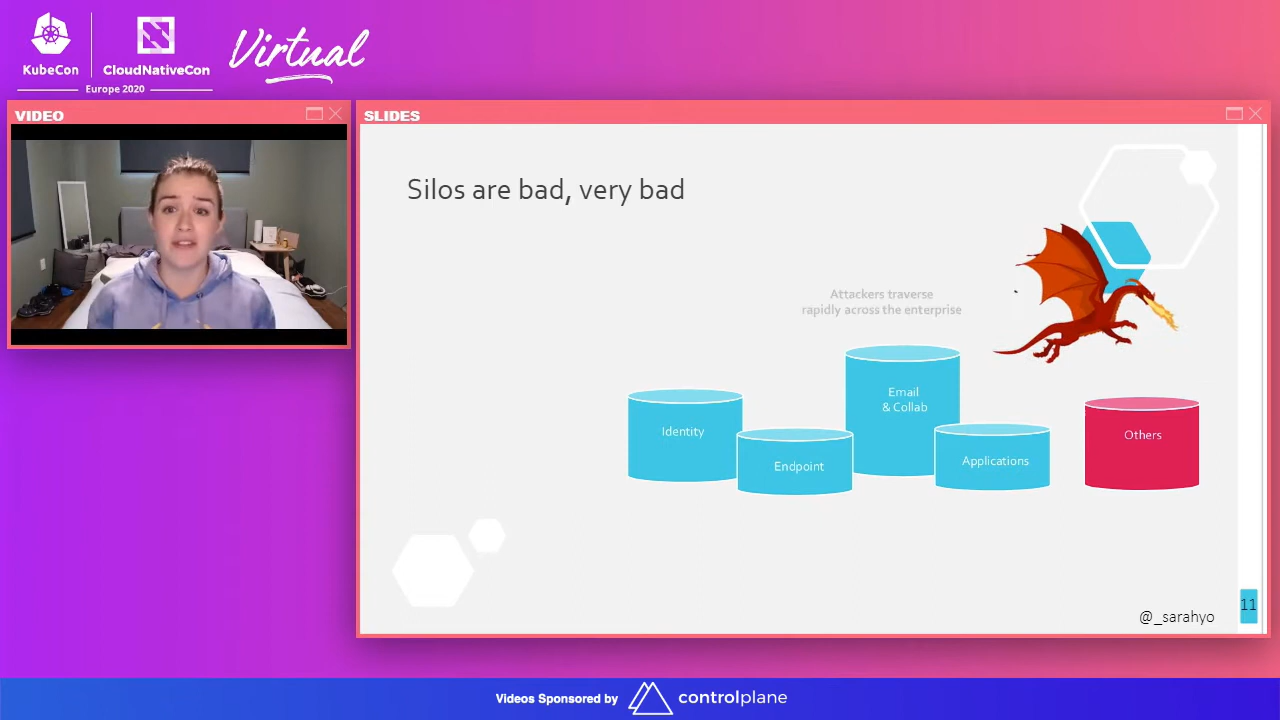 KubeCon
CloudNativeCon
Europe 2020
Virtual
VIDEO
SLIDES
Silos are bad, very bad
Attackers traverse
rapidly across the enterprise
Identity
Endpoint
Email
& Collab
Applications
Others
@_sarahyo
11
Videos Sponsored by
controlplane